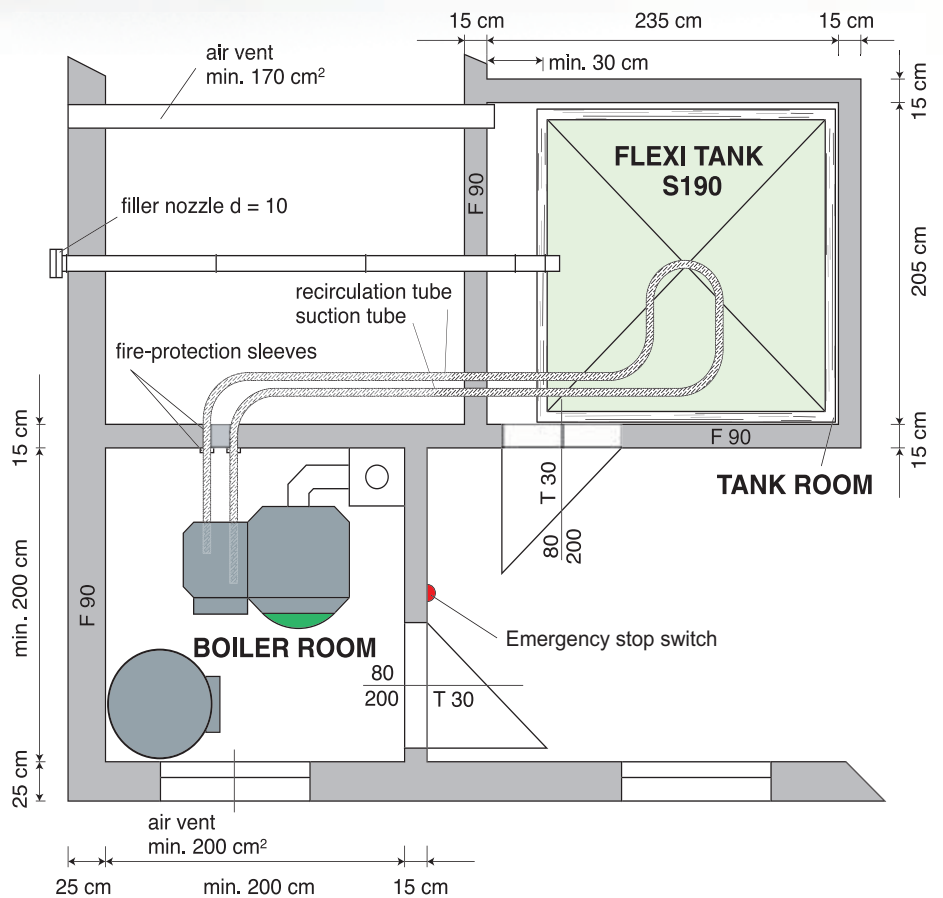 15 cm
235 cm
15 cm
air vent
min. 170 cm²
min. 30 cm
15 cm
FLEXI TANK
S190
F 90
filler nozzle d = 10
205 cm
recirculation tube
suction tube
fire-protection sleeves
15 cm
F 90
15 cm
TANK ROOM
T 30
80
200
min. 200 cm
F 90
Emergency stop switch
BOILER ROOM
80
200
T 30
25 cm
air vent
min. 200 cm²
25 cm
min. 200 cm
15 cm